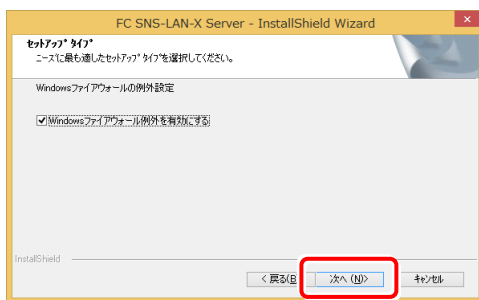 FC SNS-LAN-X Server - InstallShield Wizard
セットアップ タイプ
ニーズに最も適したセットアップ タイプを選択してください。
Windowsファイアウォールの例外設定
Windowsファイアウォール例外を有効にする
InstallShield
< 戻る(B
次へ (N)>
キャンセル